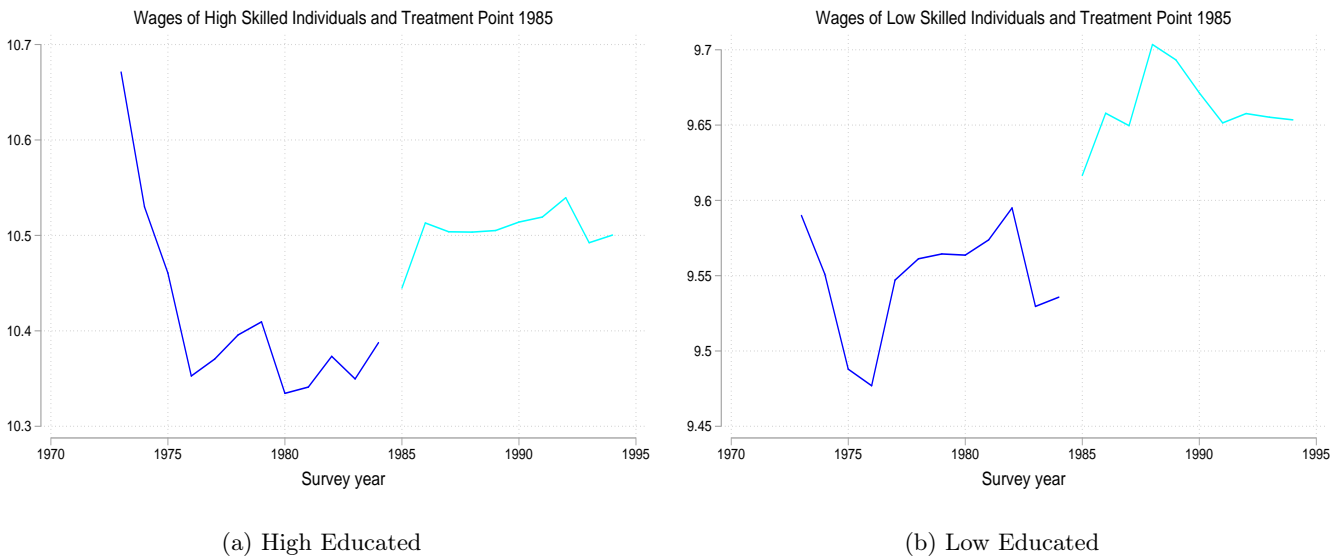 Wages of High Skilled Individuals and Treatment Point 1985
10.7
10.6
10.5
10.4
10.3
1970 1975 1980 1985 1990 1995
Survey year
(a) High Educated
Wages of Low Skilled Individuals and Treatment Point 1985
9.7
9.65
9.6
9.55
9.5
9.45
1970 1975 1980 1985 1990 1995
Survey year
(b) Low Educated